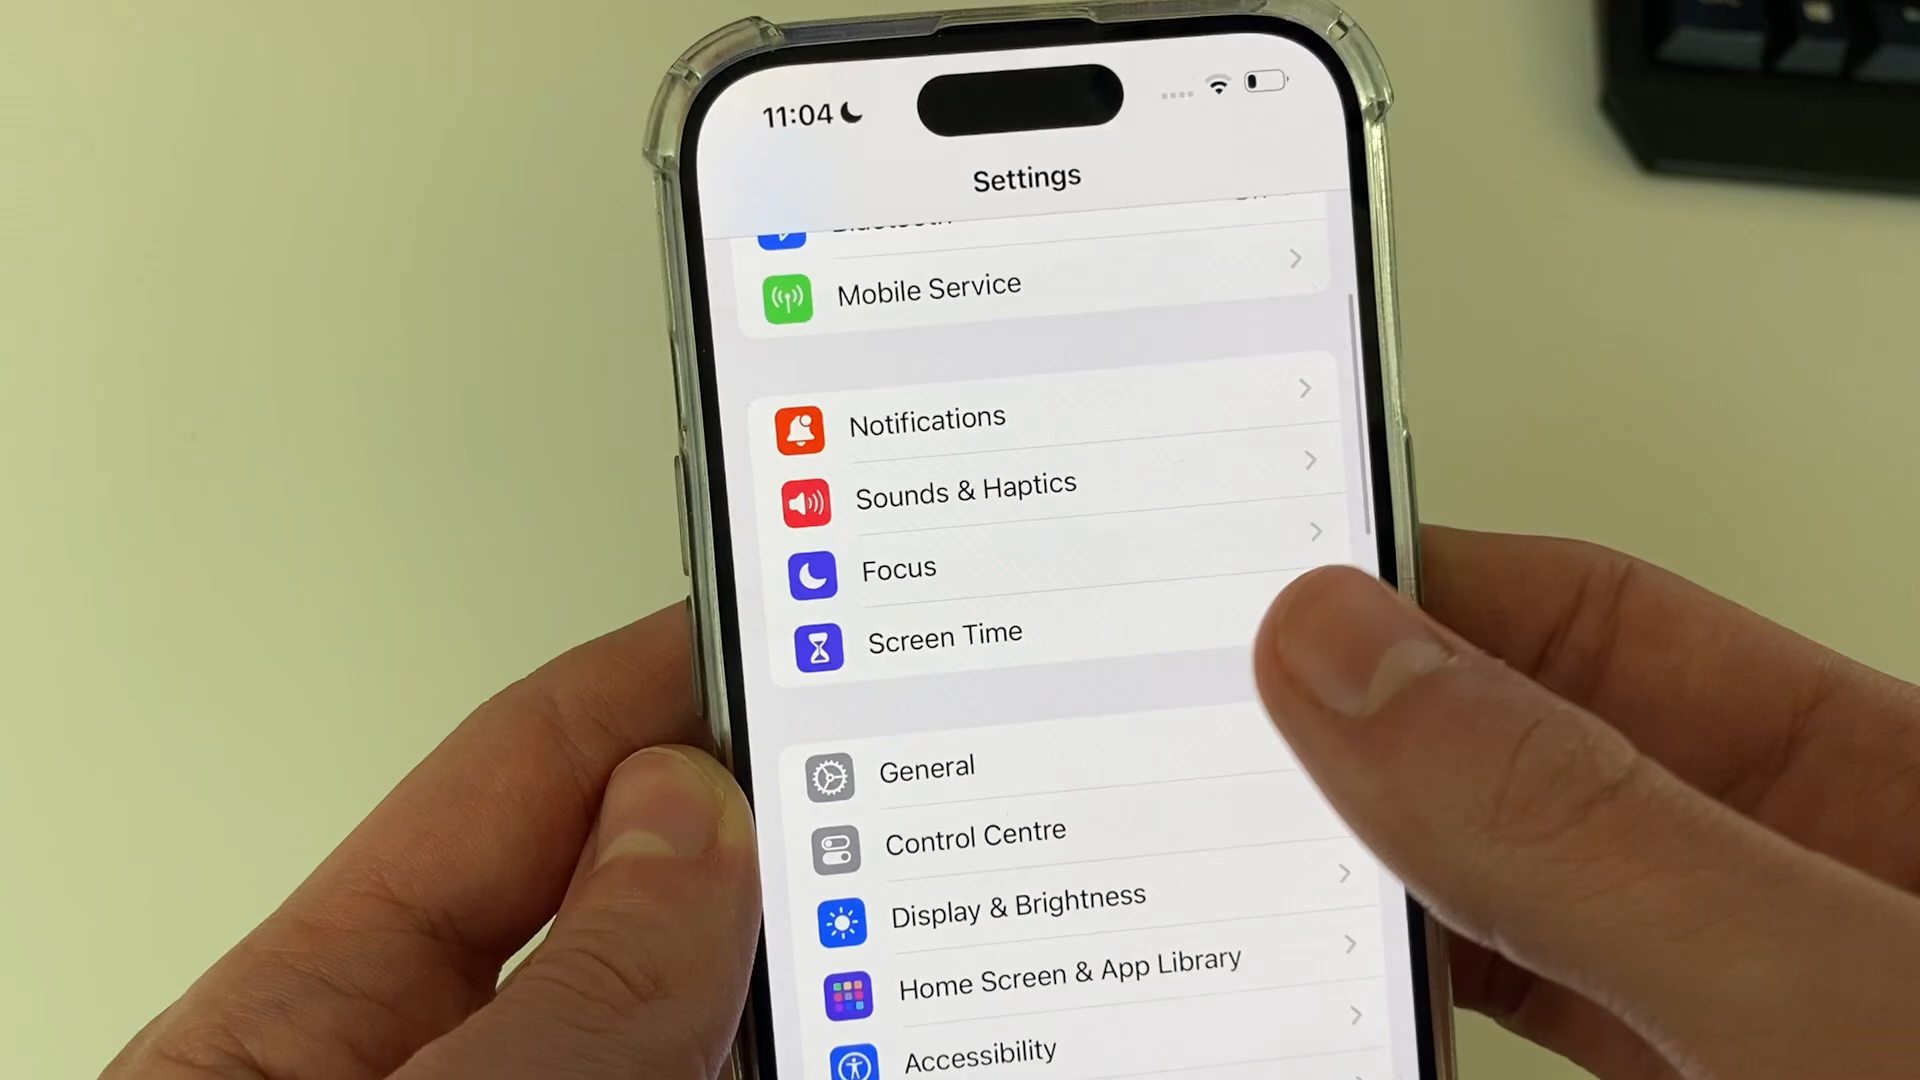 11:04
Settings
Bluetooth
Mobile Service
Notifications
Sounds & Haptics
Focus
Screen Time
General
Control Centre
Display & Brightness
Home Screen & App Library
Accessibility